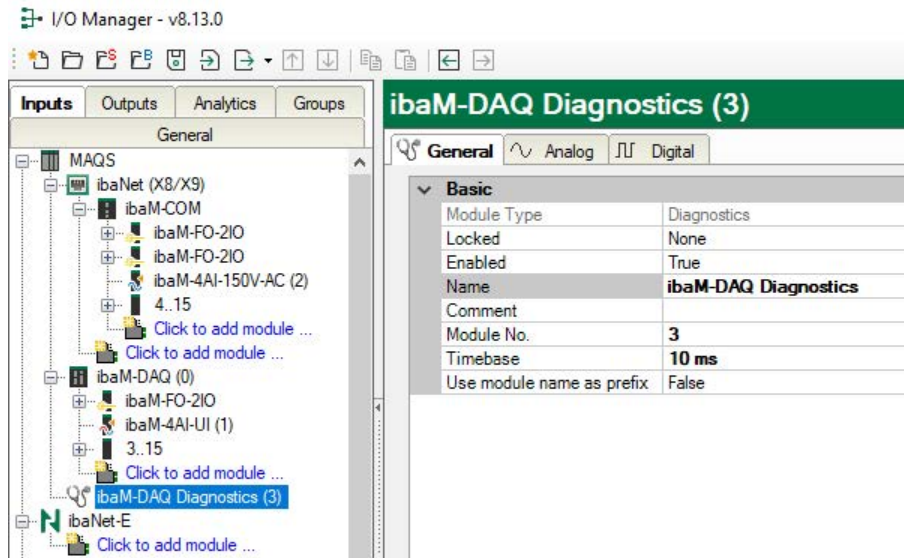 I/O Manager - v8.13.0
Inputs Outputs Analytics Groups
General
MAQS
ibaNet (X8/X9)
ibaM-COM
ibaM-FO-2IO
ibaM-FO-2IO
ibaM-4AI-150V-AC (2)
4..15
Click to add module ...
Click to add module ...
ibaM-DAQ (0)
ibaM-FO-2IO
ibaM-4AI-UI (1)
3..15
Click to add module ...
ibaM-DAQ Diagnostics (3)
ibaNet-E
Click to add module ...
ibaM-DAQ Diagnostics (3)
General Analog Digital
Basic
Module Type Diagnostics
Locked None
Enabled True
Name ibaM-DAQ Diagnostics
Comment
Module No. 3
Timebase 10 ms
Use module name as prefix False